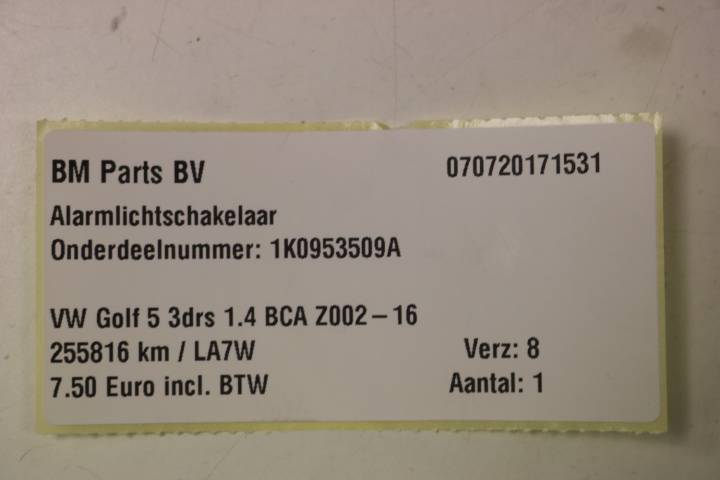 BM Parts BV 070720171531
Alarmlichtschakelaar
Onderdeelnummer: 1K0953509A
VW Golf 5 3drs 1.4 BCA Z002-16
255816 km / LA7W Verz: 8
7.50 Euro incl. BTW Aantal: 1